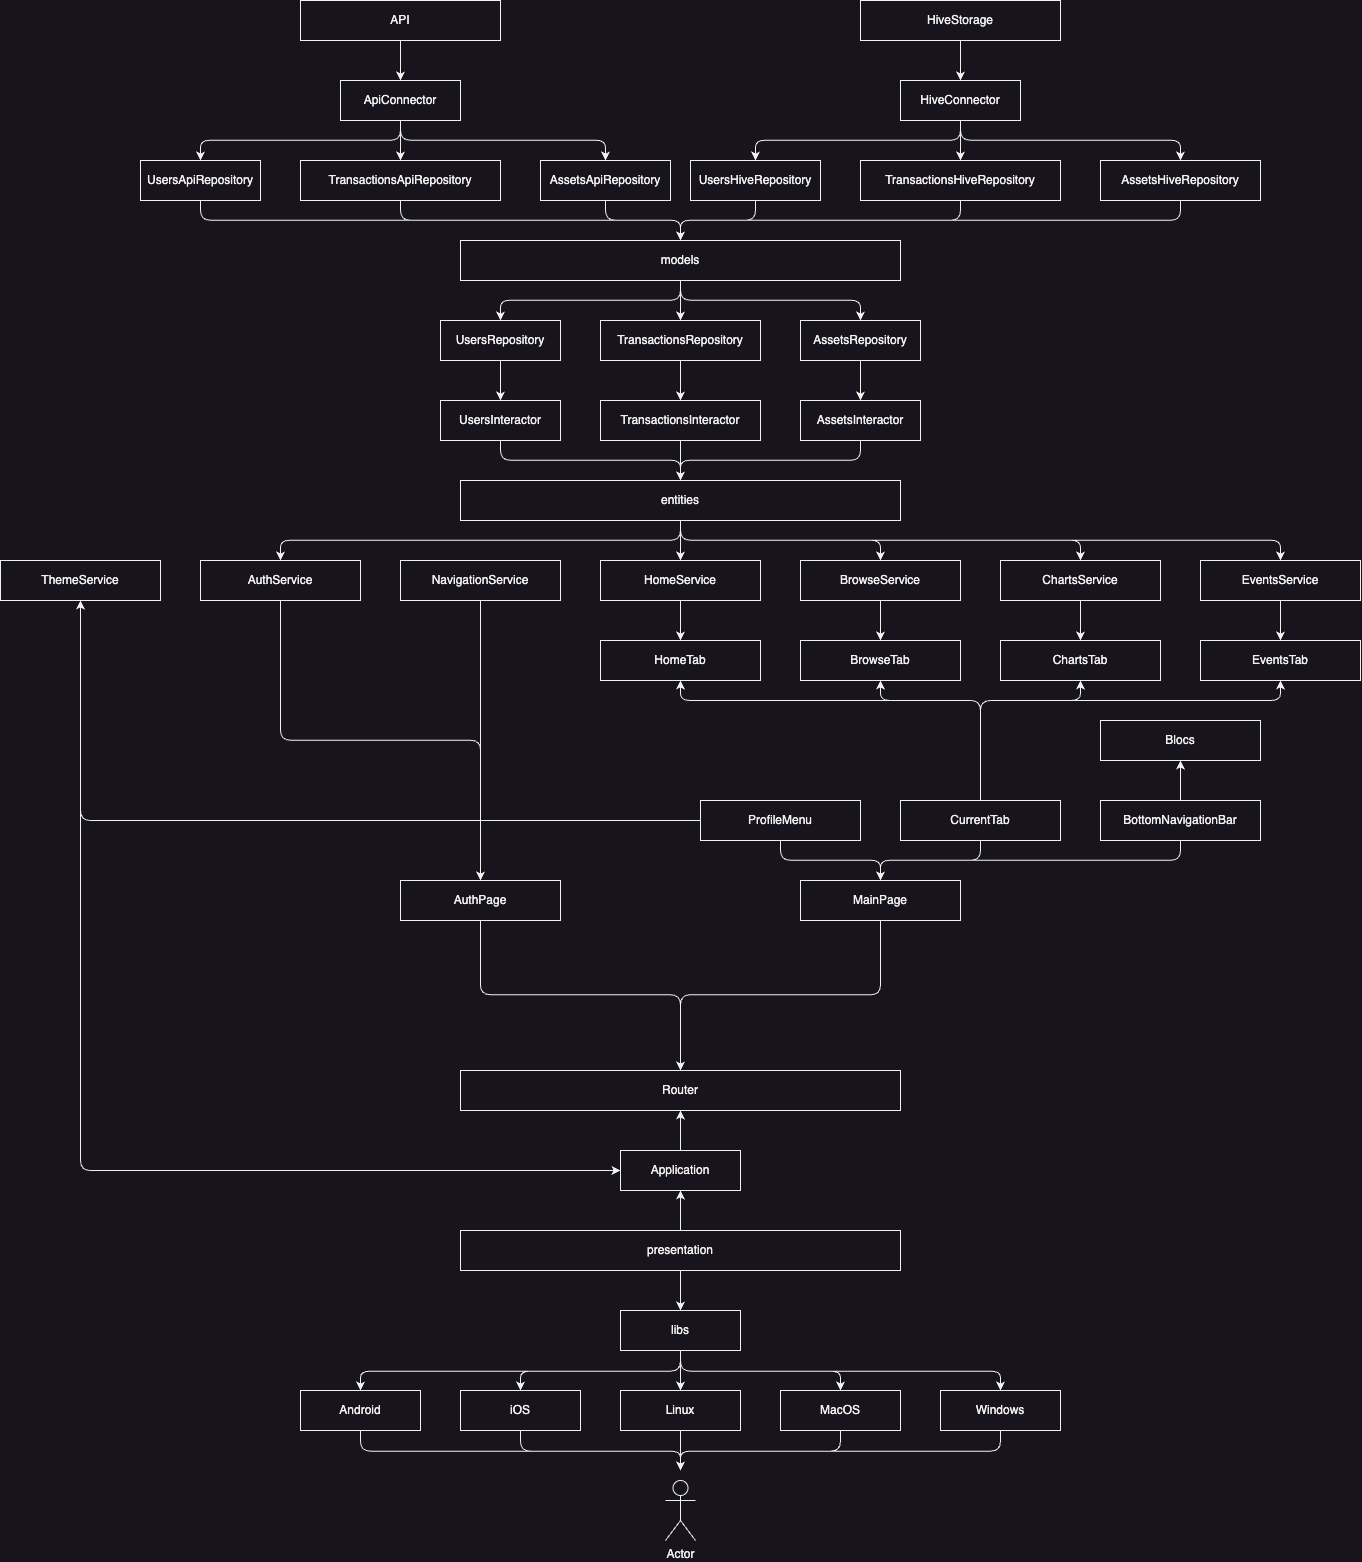 API
HiveStorage
ApiConnector
HiveConnector
UsersApiRepository
TransactionsApiRepository
AssetsApiRepository
UsersHiveRepository
TransactionsHiveRepository
AssetsHiveRepository
models
UsersRepository
TransactionsRepository
AssetsRepository
UsersInteractor
TransactionsInteractor
AssetsInteractor
entities
ThemeService
AuthService
NavigationService
HomeService
BrowseService
ChartsService
EventsService
HomeTab
BrowseTab
ChartsTab
EventsTab
Blocs
ProfileMenu
CurrentTab
BottomNavigationBar
AuthPage
MainPage
Router
Application
presentation
libs
Android
iOS
Linux
MacOS
Windows
Actor